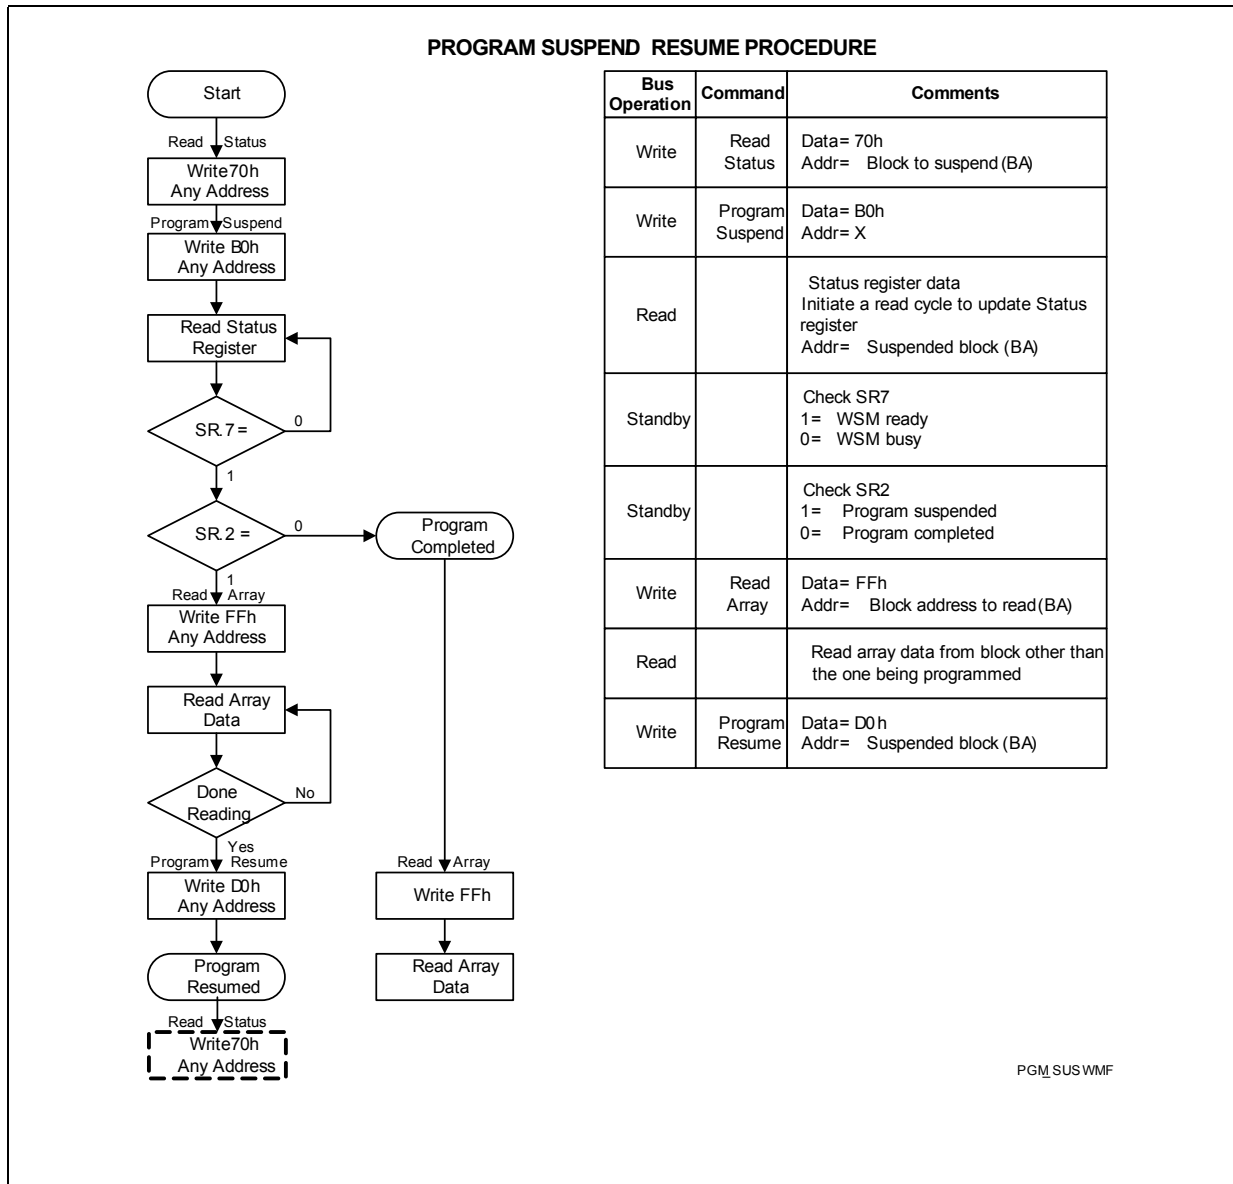 PROGRAM SUSPEND RESUME PROCEDURE
Start
Read Status
Write70h
Any Address
Program Suspend
Write B0h
Any Address
Read Status
Register
SR.7 =
0
1
SR.2 =
0
Program
Completed
1
Read Array
Write FFh
Any Address
Read Array
Data
Done
Reading
No
Yes
Program Resume
Write D0h
Any Address
Program
Resumed
Read Status
Write70h
Any Address
Read Array
Write FFh
Read Array
Data
Bus
Operation
Command
Comments
Write
Read
Status
Data= 70h
Addr= Block to suspend (BA)
Write
Program
Suspend
Data= B0h
Addr= X
Read
Status register data
Initiate a read cycle to update Status
register
Addr= Suspended block (BA)
Standby
Check SR7
1= WSM ready
0= WSM busy
Standby
Check SR2
1= Program suspended
0= Program completed
Write
Read
Array
Data= FFh
Addr= Block address to read (BA)
Read
Read array data from block other than
the one being programmed
Write
Program
Resume
Data= D0h
Addr= Suspended block (BA)
PGM_SUSWMF